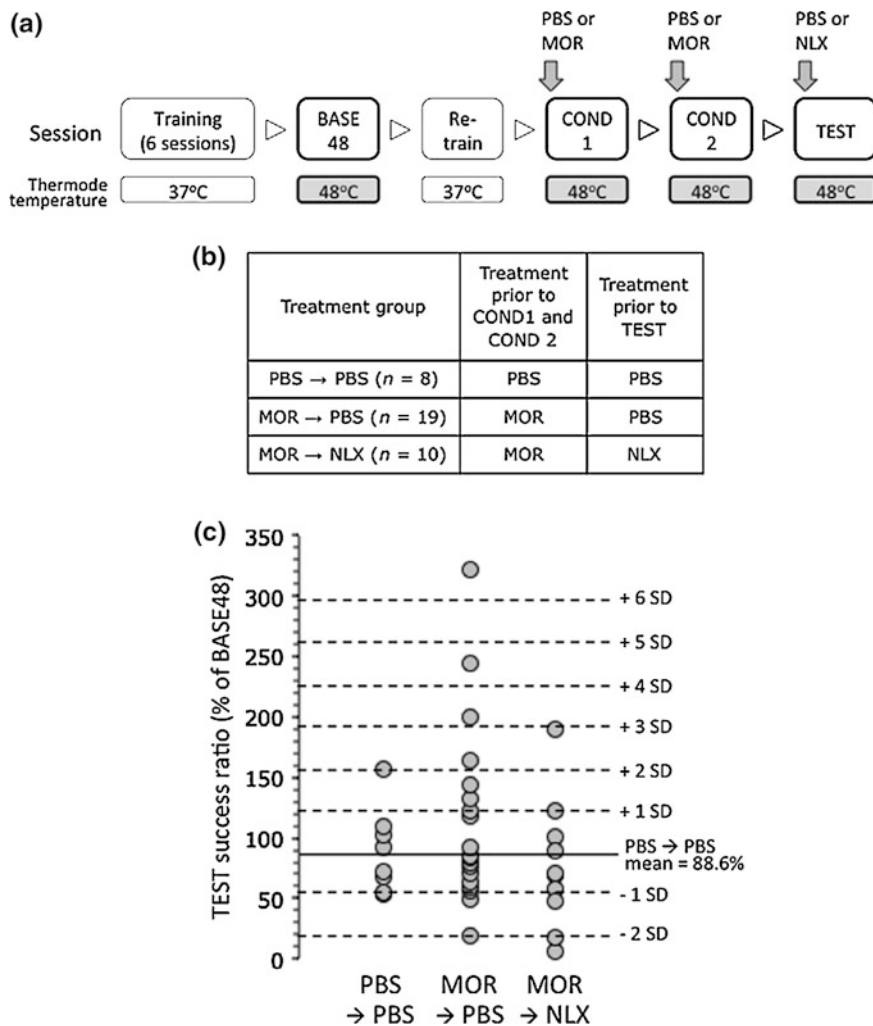 (a)
PBS or MOR
PBS or MOR
PBS or NLX
Session
Training (6 sessions)
BASE 48
Re-train
COND 1
COND 2
TEST
Thermode temperature
37°C
48°C
37°C
48°C
48°C
48°C
(b)
Treatment group
Treatment prior to COND1 and COND 2
Treatment prior to TEST
PBS → PBS (n = 8)
PBS
PBS
MOR → PBS (n = 19)
MOR
PBS
MOR → NLX (n = 10)
MOR
NLX
(c)
TEST success ratio (% of BASE48)
350
300
250
200
150
100
50
0
+ 6 SD
+ 5 SD
+ 4 SD
+ 3 SD
+ 2 SD
+ 1 SD
PBS → PBS
mean = 88.6%
- 1 SD
- 2 SD
PBS → PBS
MOR → PBS
MOR → NLX